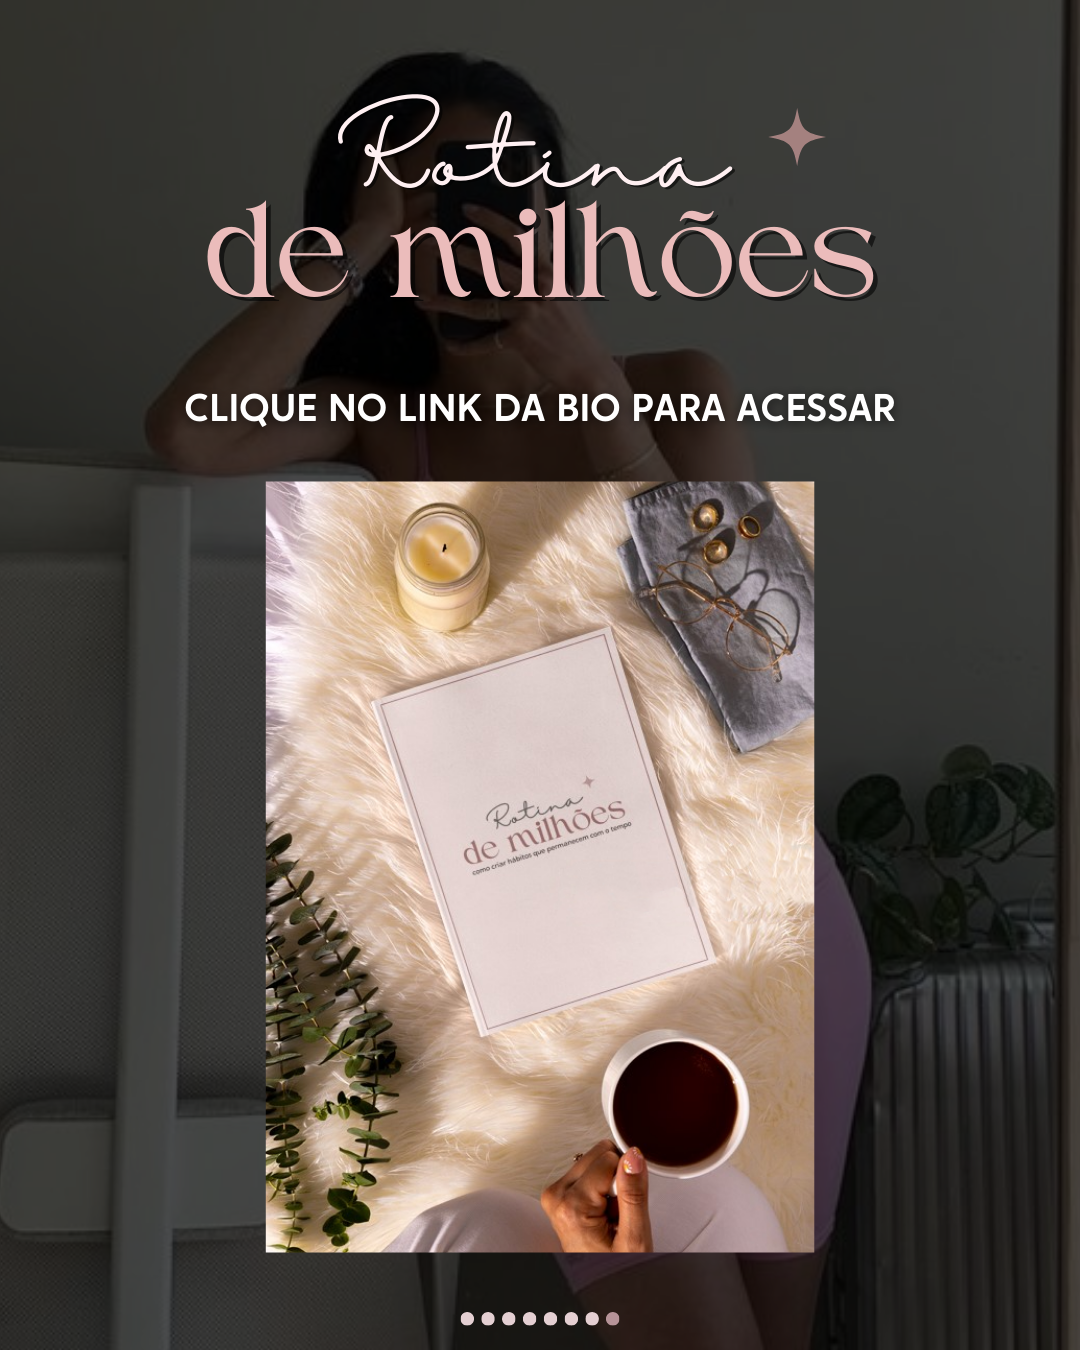 Rotina
de milhões
CLIQUE NO LINK DA BIO PARA ACESSAR
Rotina
de milhões
como criar hábitos que permanecem com o tempo